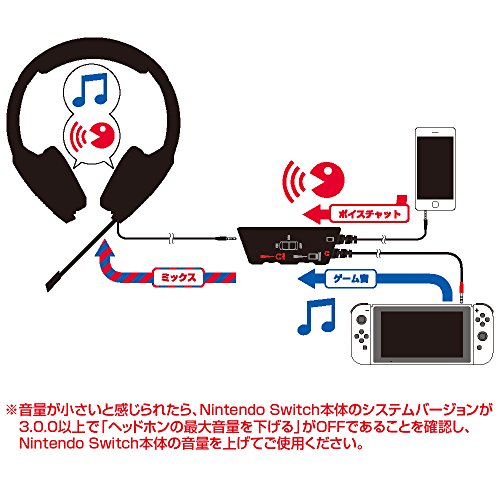 ボイスチャット
ミックス
ゲーム音
※音量が小さいと感じられたら、Nintendo Switch本体のシステムバージョンが
3.0.0以上で「ヘッドホンの最大音量を下げる」がOFFであることを確認し、
Nintendo Switch本体の音量を上げてご使用ください。